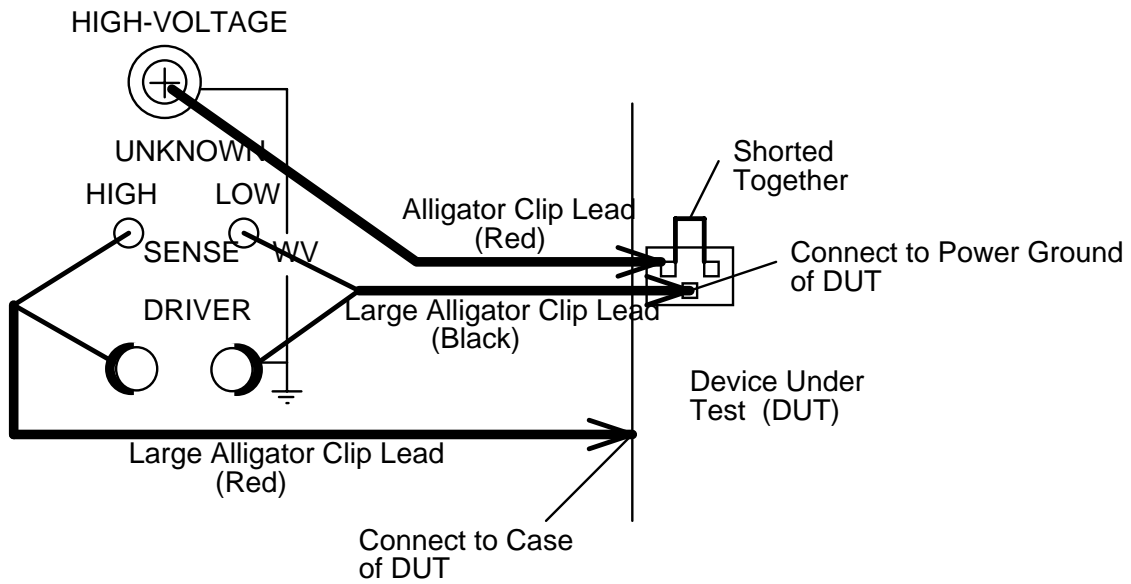 HIGH-VOLTAGE
UNKNOWN
HIGH
LOW
SENSE
WV
DRIVER
Alligator Clip Lead
(Red)
Large Alligator Clip Lead
(Black)
Large Alligator Clip Lead
(Red)
Shorted
Together
Connect to Power Ground
of DUT
Device Under
Test (DUT)
Connect to Case
of DUT